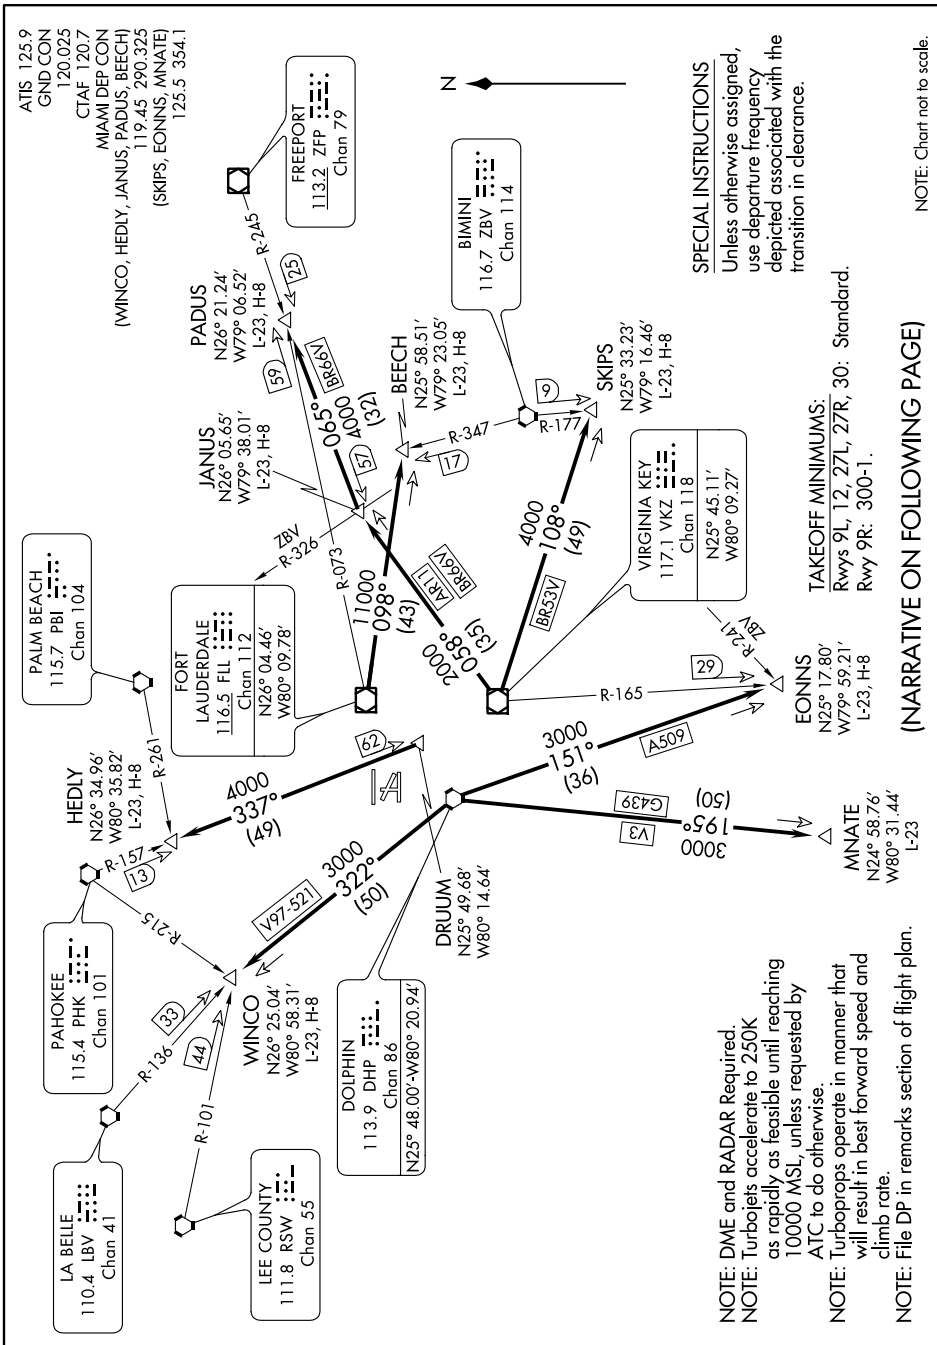 ATIS 125.9
GND CON
120.025
CTAF 120.7
MIAMI DEP CON
(WINCO, HEDLY, JANUS, PADUS, BEECH)
119.45 290.325
(SKIPS, EONNS, MNATE)
125.5 354.1
LA BELLE
110.4 LBV
Chan 41
PAHOKEE
115.4 PHK
Chan 101
PALM BEACH
115.7 PBI
Chan 104
FREEPORT
113.2 ZFP
Chan 79
LEE COUNTY
111.8 RSW
Chan 55
R-136
33
R-101
44
R-215
R-157
13
R-261
HEDLY
N26° 34.96'
W80° 35.82'
L-23, H-8
WINCO
N26° 25.04'
W80° 58.31'
L-23, H-8
FORT
LAUDERDALE
116.5 FLL
Chan 112
N26° 04.46'
W80° 09.78'
JANUS
N26° 05.65'
W79° 38.01'
L-23, H-8
PADUS
N26° 21.24'
W79° 06.52'
L-23, H-8
R-245
25
59
R-073
ZBV
R-326
57
BR66V
065°
4000
(32)
BEECH
N25° 58.51'
W79° 23.05'
L-23, H-8
17
R-347
11000
098°
(43)
BIMINI
116.7 ZBV
Chan 114
N
R-177
9
SKIPS
N25° 33.23'
W79° 16.46'
L-23, H-8
4000
337°
(49)
62
V97-521
3000
322°
(50)
DRUUM
N25° 49.68'
W80° 14.64'
DOLPHIN
113.9 DHP
Chan 86
N25° 48.00'-W80° 20.94'
AR11
BR66V
2000
058°
(35)
4000
108°
(49)
BR53V
VIRGINIA KEY
117.1 VKZ
Chan 118
N25° 45.11'
W80° 09.27'
R-165
29
R-241
ZBV
3000
151°
(36)
A509
EONNS
N25° 17.80'
W79° 59.21'
L-23, H-8
G439
V3
3000
195°
(50)
MNATE
N24° 58.76'
W80° 31.44'
L-23
SPECIAL INSTRUCTIONS
Unless otherwise assigned,
use departure frequency
depicted associated with the
transition in clearance.
TAKEOFF MINIMUMS:
Rwys 9L, 12, 27L, 27R, 30: Standard.
Rwy 9R: 300-1.
NOTE: DME and RADAR Required.
NOTE: Turbojets accelerate to 250K
as rapidly as feasible until reaching
10000 MSL, unless requested by
ATC to do otherwise.
NOTE: Turboprops operate in manner that
will result in best forward speed and
climb rate.
NOTE: File DP in remarks section of flight plan.
(NARRATIVE ON FOLLOWING PAGE)
NOTE: Chart not to scale.